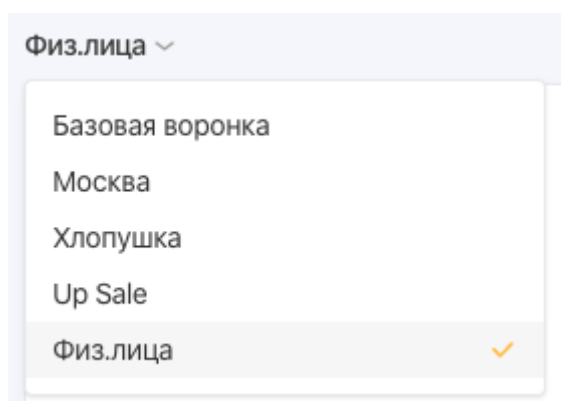 Физ.лица
Базовая воронка
Москва
Хлопушка
Up Sale
Физ.лица